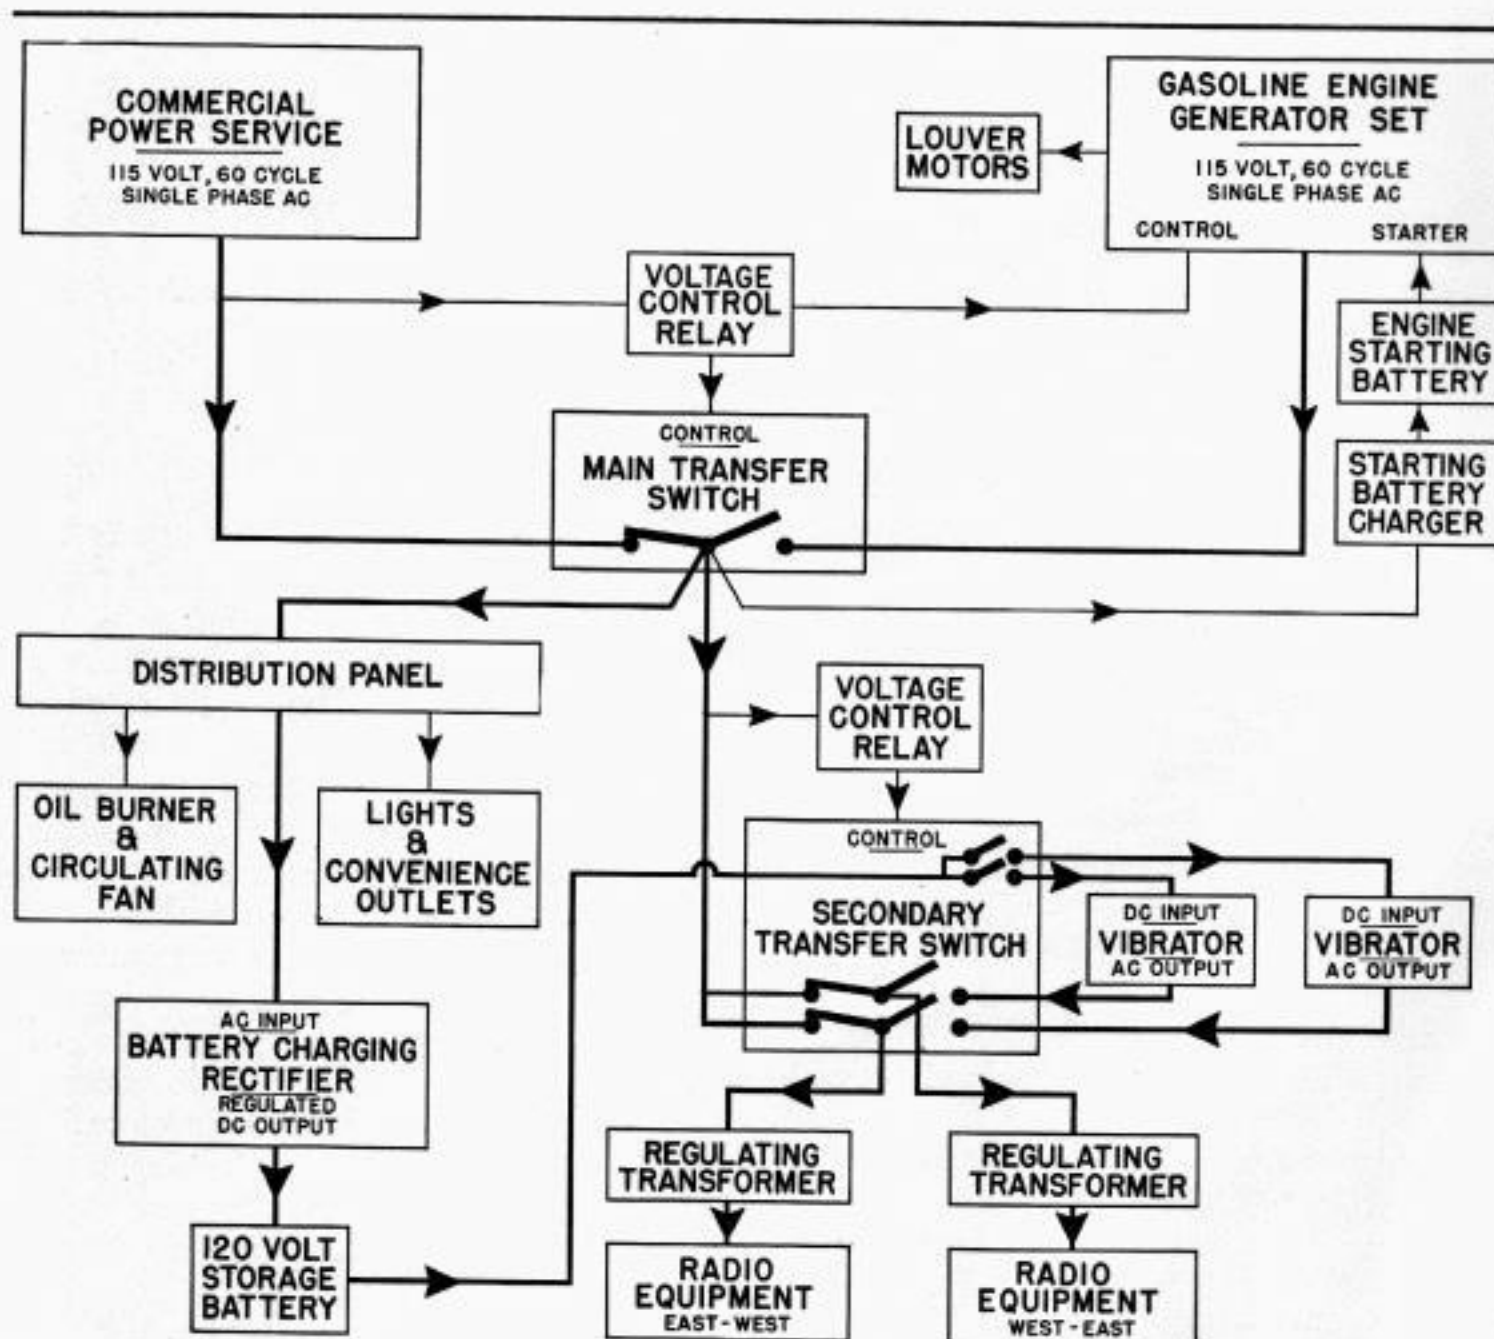 COMMERCIAL
POWER SERVICE
115 VOLT, 60 CYCLE
SINGLE PHASE AC
LOUVER
MOTORS
GASOLINE ENGINE
GENERATOR SET
115 VOLT, 60 CYCLE
SINGLE PHASE AC
CONTROL
STARTER
VOLTAGE
CONTROL
RELAY
ENGINE
STARTING
BATTERY
CONTROL
MAIN TRANSFER
SWITCH
STARTING
BATTERY
CHARGER
DISTRIBUTION PANEL
VOLTAGE
CONTROL
RELAY
OIL BURNER
&
CIRCULATING
FAN
LIGHTS
&
CONVENIENCE
OUTLETS
CONTROL
SECONDARY
TRANSFER SWITCH
DC INPUT
VIBRATOR
AC OUTPUT
DC INPUT
VIBRATOR
AC OUTPUT
AC INPUT
BATTERY CHARGING
RECTIFIER
REGULATED
DC OUTPUT
REGULATING
TRANSFORMER
REGULATING
TRANSFORMER
120 VOLT
STORAGE
BATTERY
RADIO
EQUIPMENT
EAST-WEST
RADIO
EQUIPMENT
WEST-EAST